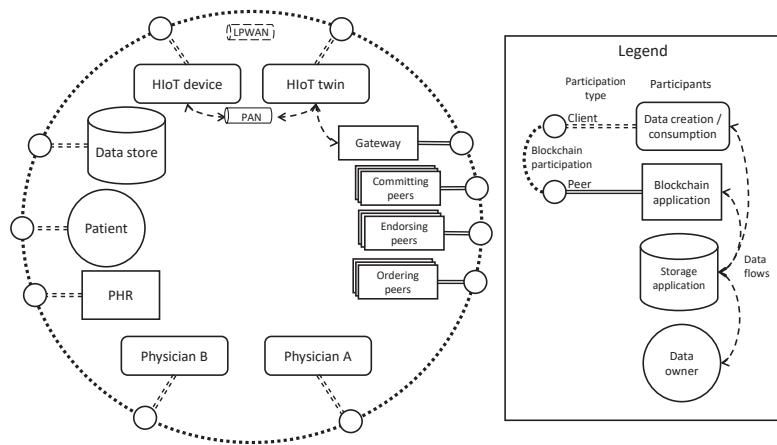 LPWAN
HIoT device
HIoT twin
PAN
Gateway
Data store
Committing
peers
Patient
Endorsing
peers
PHR
Ordering
peers
Physician B
Physician A
Legend
Participation
type
Participants
Client
Data creation /
consumption
Blockchain
participation
Peer
Blockchain
application
Storage
application
Data
flows
Data
owner